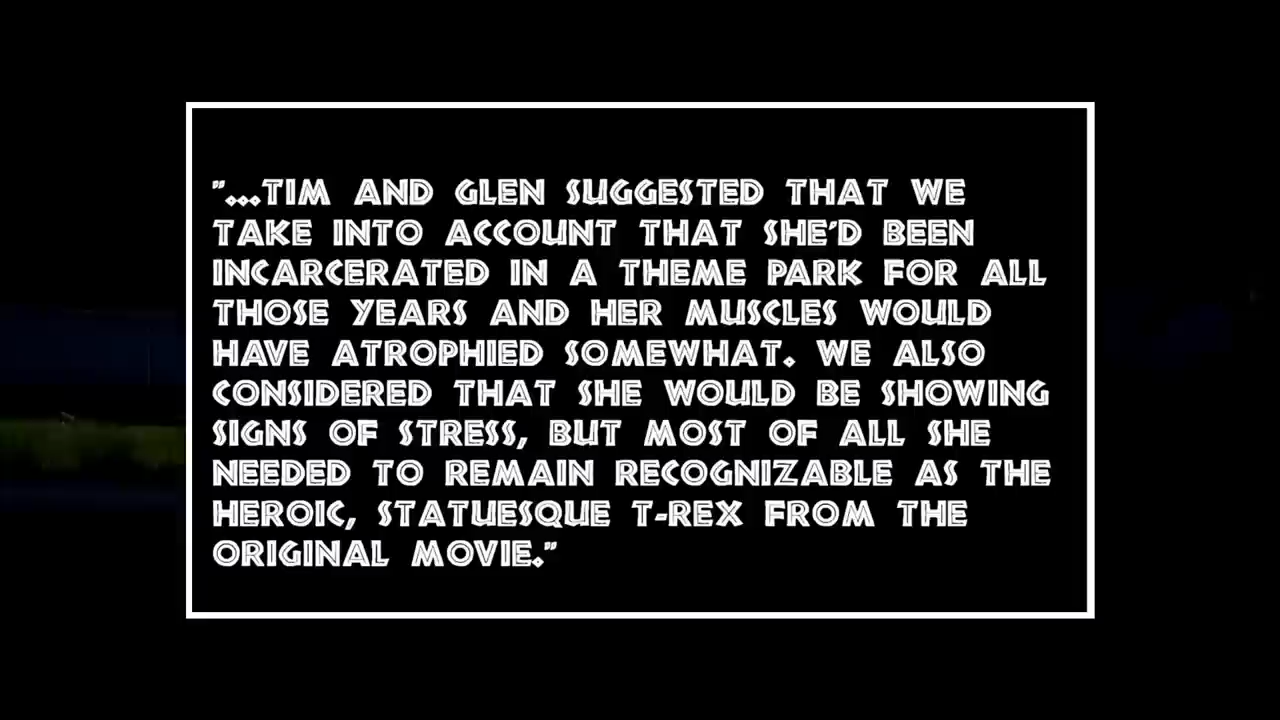 "...TIM AND GLEN SUGGESTED THAT WE
TAKE INTO ACCOUNT THAT SHE'D BEEN
INCARCERATED IN A THEME PARK FOR ALL
THOSE YEARS AND HER MUSCLES WOULD
HAVE ATROPHIED SOMEWHAT. WE ALSO
CONSIDERED THAT SHE WOULD BE SHOWING
SIGNS OF STRESS, BUT MOST OF ALL SHE
NEEDED TO REMAIN RECOGNIZABLE AS THE
HEROIC, STATUESQUE T-REX FROM THE
ORIGINAL MOVIE."